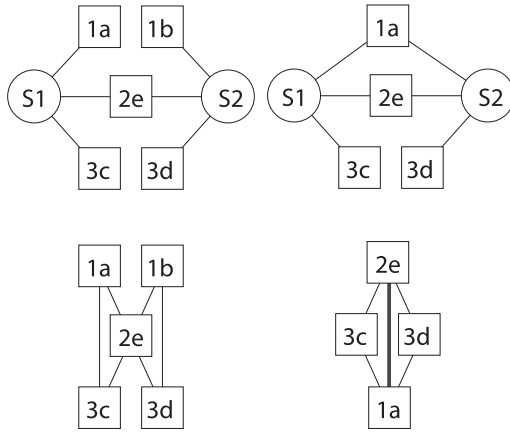 1a 1b 1a
S1 2e S2 S1 2e S2
3c 3d 3c 3d
1a 1b 2e
2e 3c 3d
3c 3d 1a